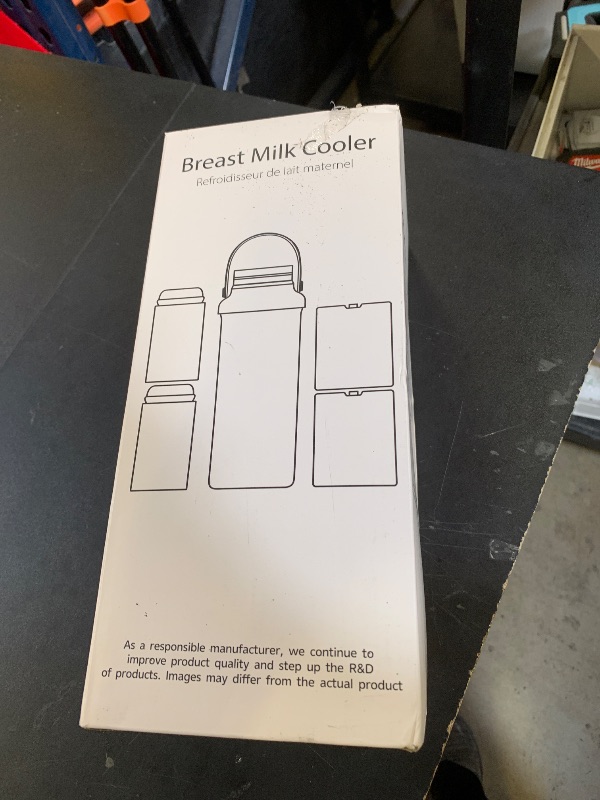 Breast Milk Cooler
Refroidisseur de lait maternel
As a responsible manufacturer, we continue to
improve product quality and step up the R&D
of products. Images may differ from the actual product